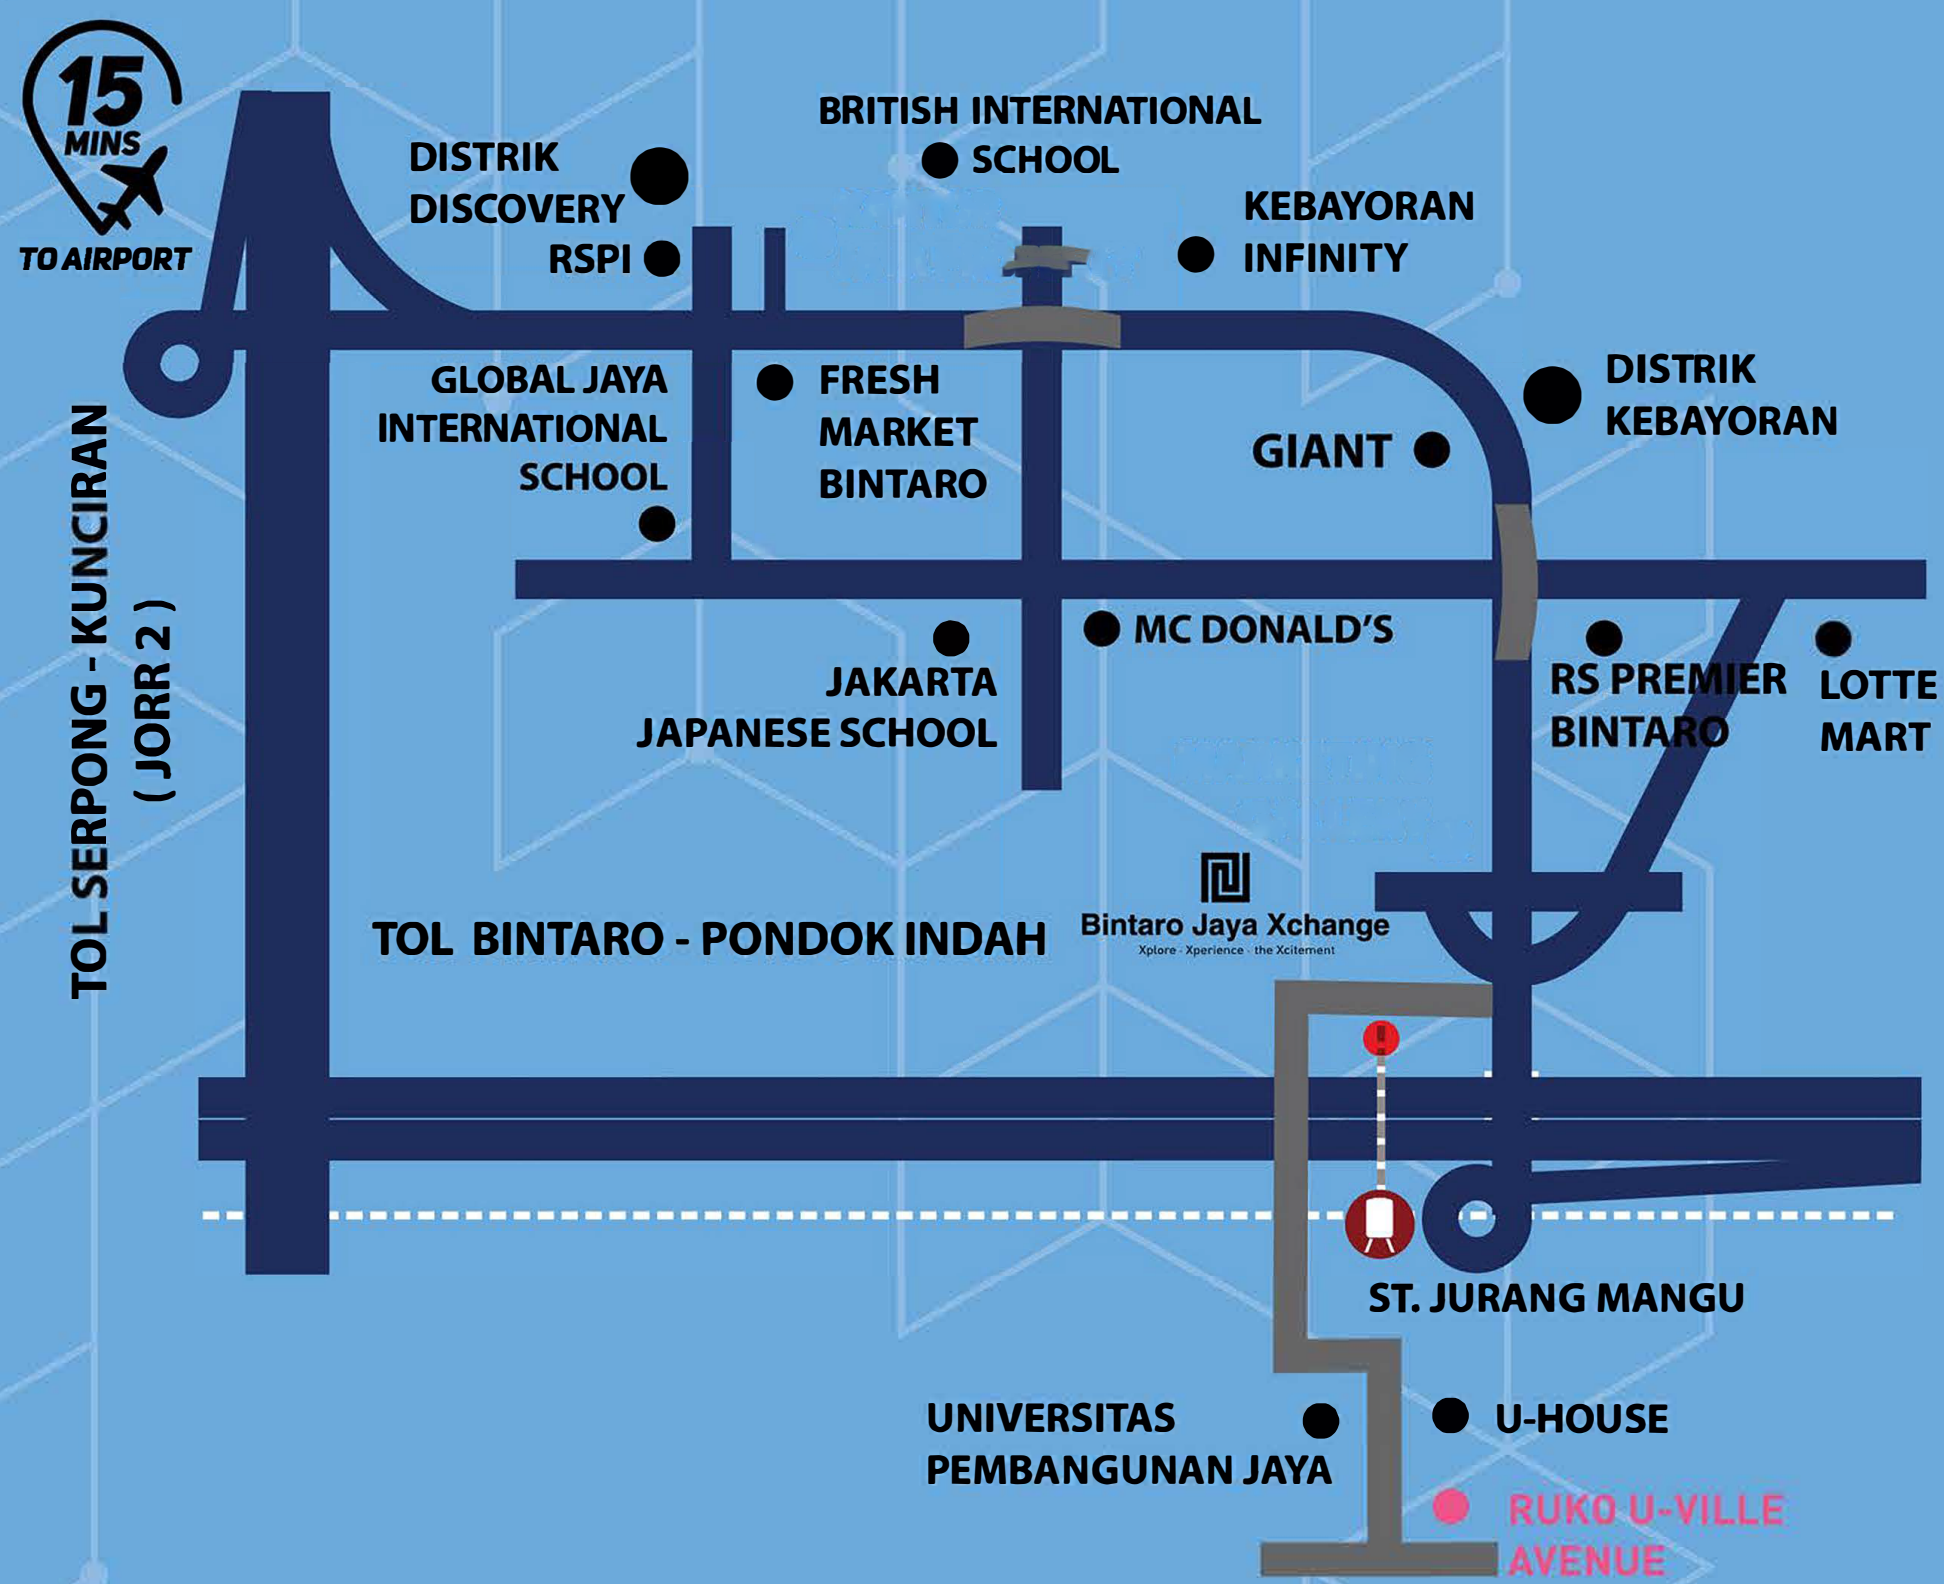 15
MINS
TO AIRPORT
BRITISH INTERNATIONAL
SCHOOL
DISTRIK
DISCOVERY
RSPI
KEBAYORAN
INFINITY
GLOBAL JAYA
INTERNATIONAL
SCHOOL
FRESH
MARKET
BINTARO
GIANT
DISTRIK
KEBAYORAN
TOL SERPONG - KUNCIRAN
( JORR 2 )
MC DONALD'S
JAKARTA
JAPANESE SCHOOL
RS PREMIER
BINTARO
LOTTE
MART
TOL BINTARO - PONDOK INDAH
Bintaro Jaya Xchange
Xplore - Xperience - the Xcitement
ST. JURANG MANGU
UNIVERSITAS
PEMBANGUNAN JAYA
U-HOUSE
RUKO U-VILLE
AVENUE